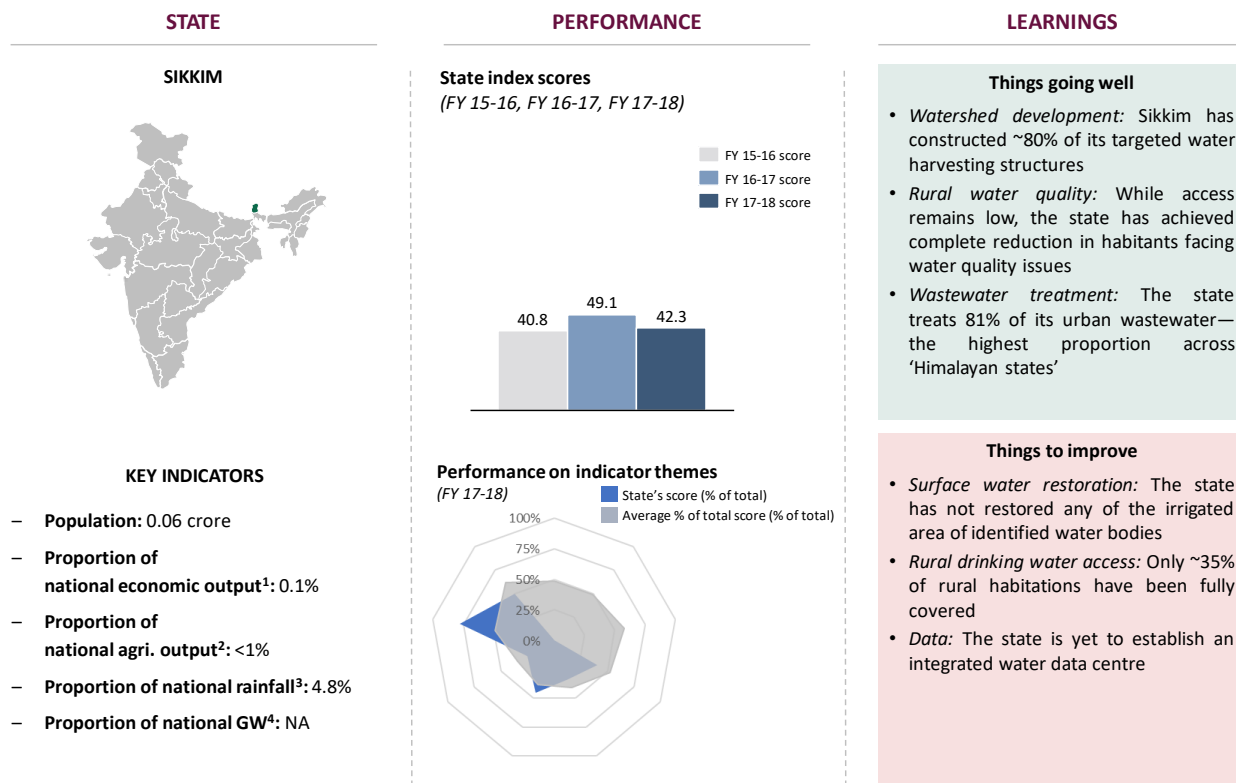 STATE
SIKKIM
KEY INDICATORS
– Population: 0.06 crore
– Proportion of
national economic output1: 0.1%
– Proportion of
national agri. output2: <1%
– Proportion of national rainfall3: 4.8%
– Proportion of national GW4: NA
PERFORMANCE
State index scores
(FY 15-16, FY 16-17, FY 17-18)
FY 15-16 score
FY 16-17 score
FY 17-18 score
40.8
49.1
42.3
Performance on indicator themes
(FY 17-18)
State’s score (% of total)
Average % of total score (% of total)
100%
75%
50%
25%
0%
LEARNINGS
Things going well
• Watershed development: Sikkim has
constructed ~80% of its targeted water
harvesting structures
• Rural water quality: While access
remains low, the state has achieved
complete reduction in habitants facing
water quality issues
• Wastewater treatment: The state
treats 81% of its urban wastewater—
the highest proportion across
‘Himalayan states’
Things to improve
• Surface water restoration: The state
has not restored any of the irrigated
area of identified water bodies
• Rural drinking water access: Only ~35%
of rural habitations have been fully
covered
• Data: The state is yet to establish an
integrated water data centre